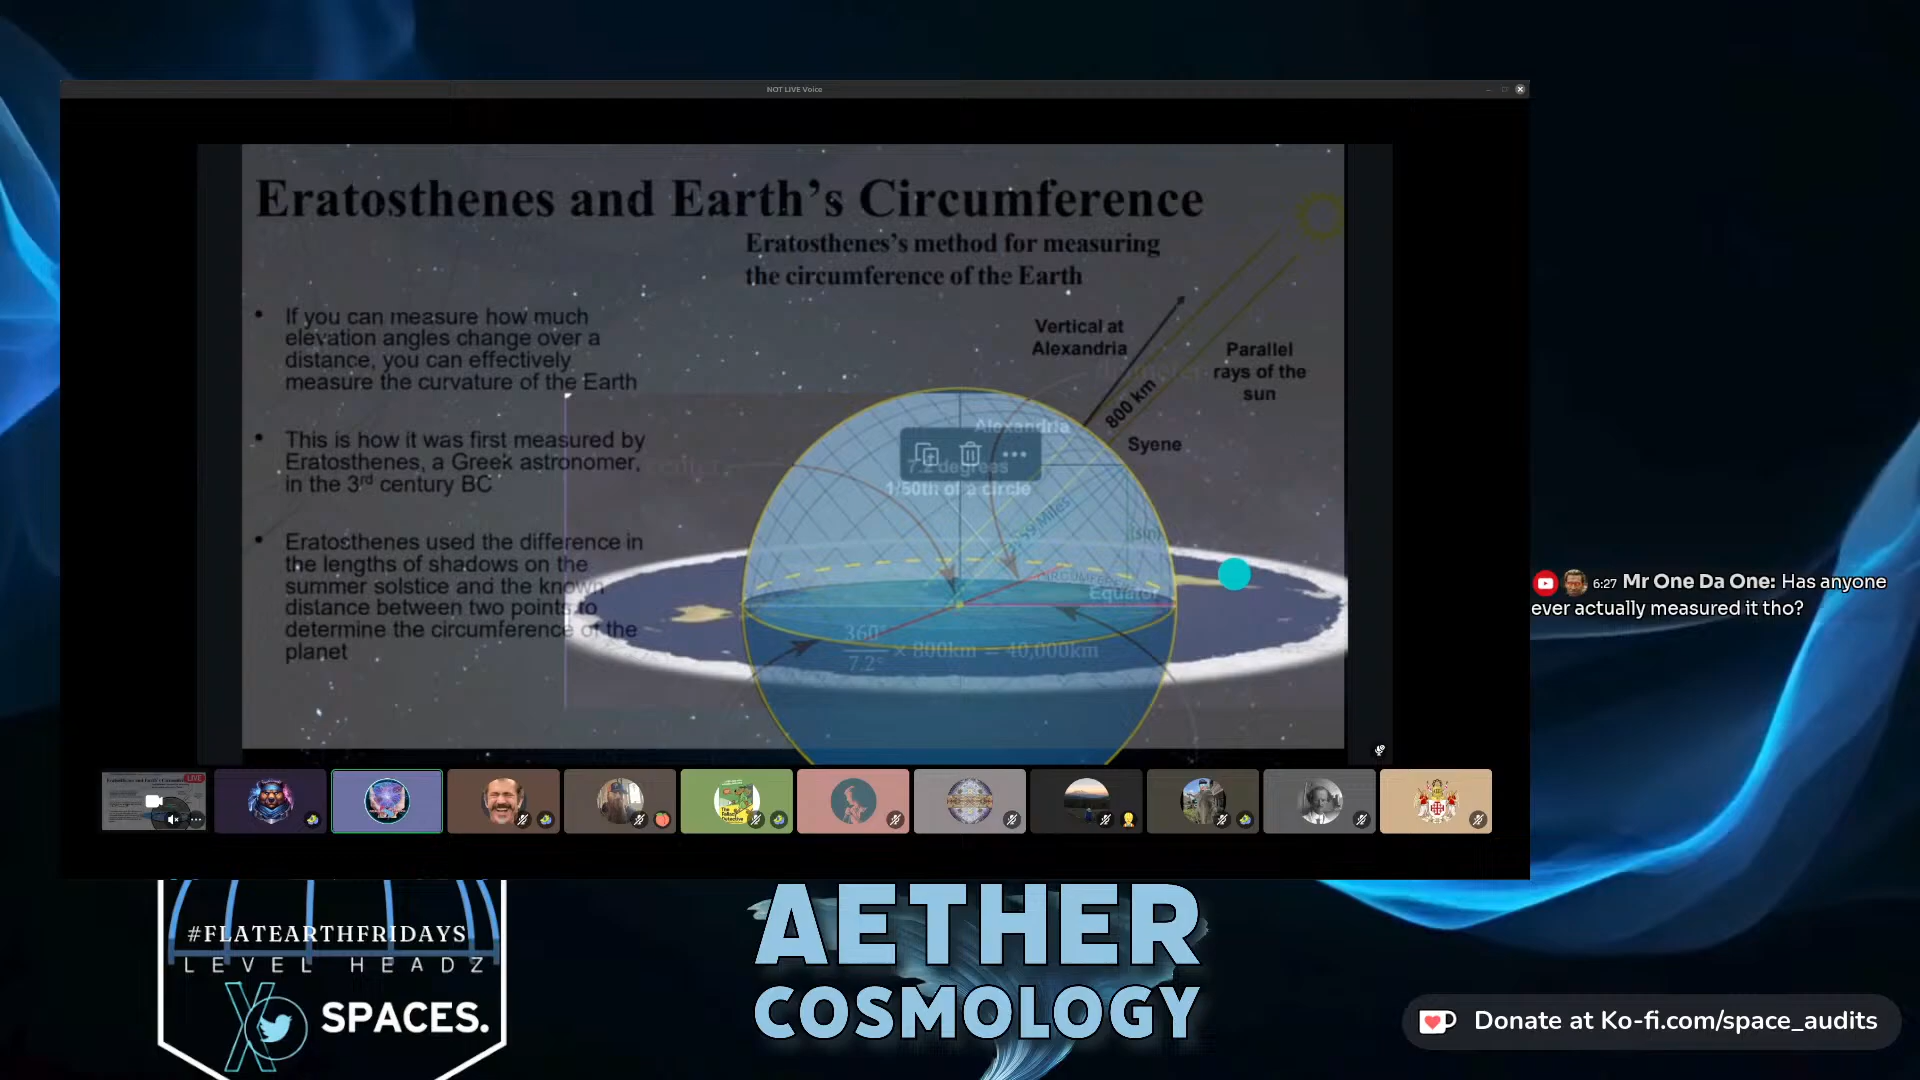 NOT LIVE Voice
Eratosthenes and Earth's Circumference
Eratosthenes's method for measuring
the circumference of the Earth
• If you can measure how much
elevation angles change over a
distance, you can effectively
measure the curvature of the Earth
• This is how it was first measured by
Eratosthenes, a Greek astronomer,
in the 3rd century BC
• Eratosthenes used the difference in
the lengths of shadows on the
summer solstice and the known
distance between two points to
determine the circumference of the
planet
Vertical at
Alexandria
Parallel
rays of the
sun
800 km
Syene
Alexandria
7.2 degrees
1/50th of a circle
(sin)
Equator
360°
7.2° × 800km = 40,000km
LIVE
6:27 Mr One Da One: Has anyone
ever actually measured it tho?
#FLATEARTHFRIDAYS
LEVEL HEADZ
X SPACES.
AETHER
COSMOLOGY
Donate at Ko-fi.com/space_audits